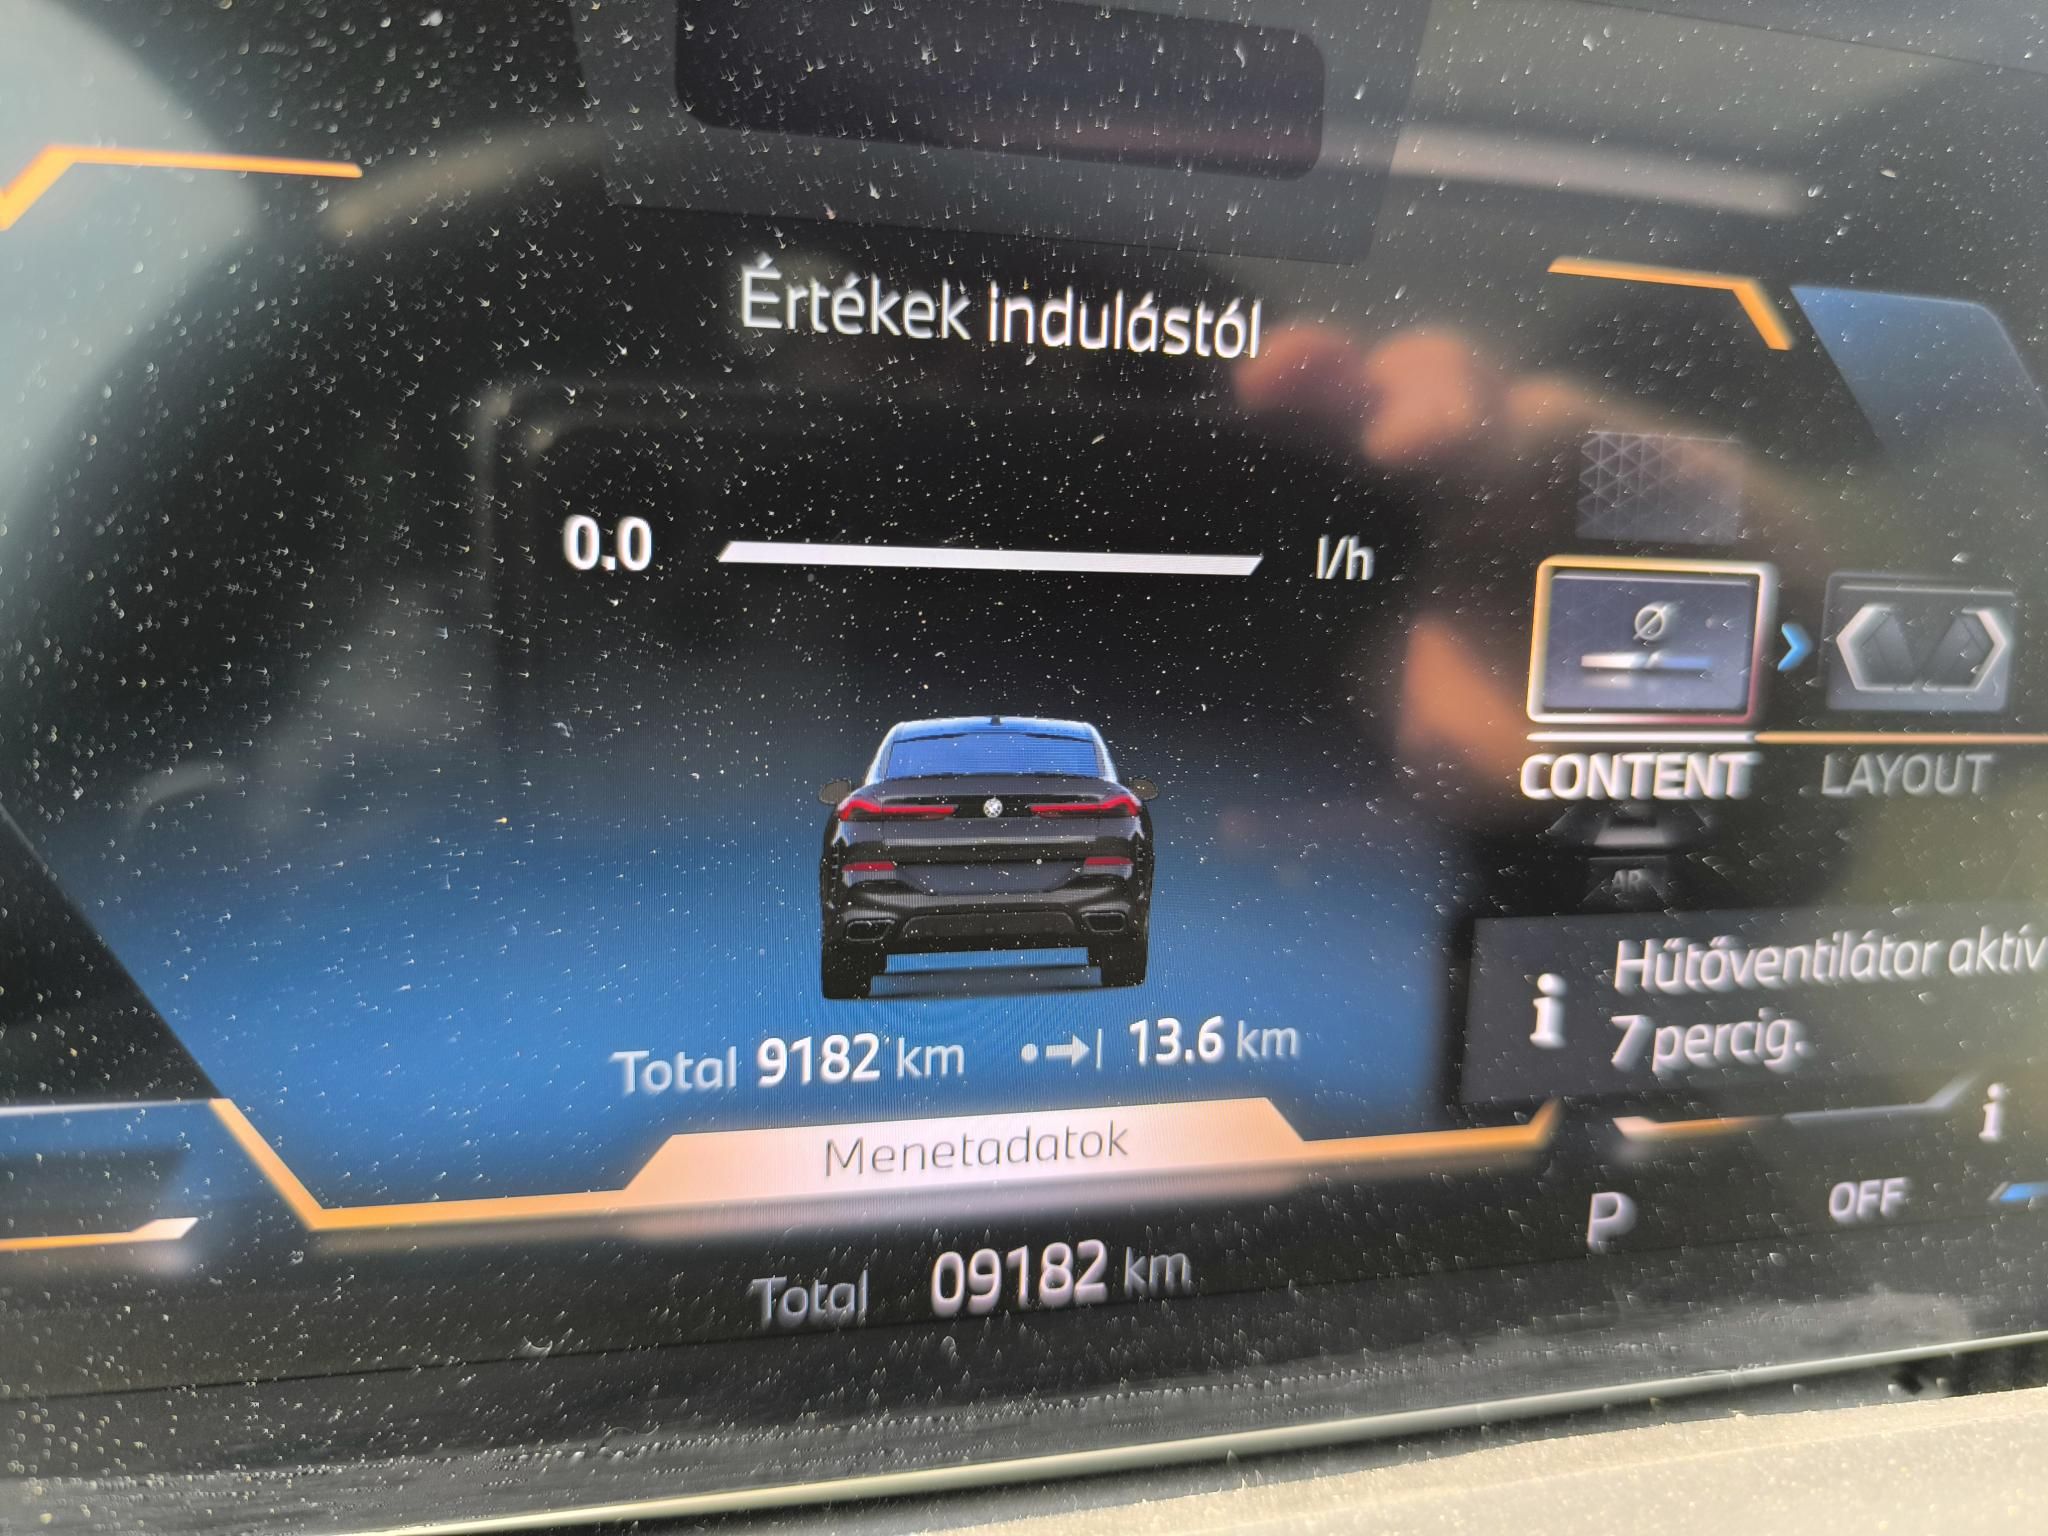 Értékek indulástól
0.0 l/h
CONTENT LAYOUT
AR
Hűtőventilátor aktív
7 percig.
Total 9182 km 13.6 km
Menetadatok
P OFF
Total 09182 km